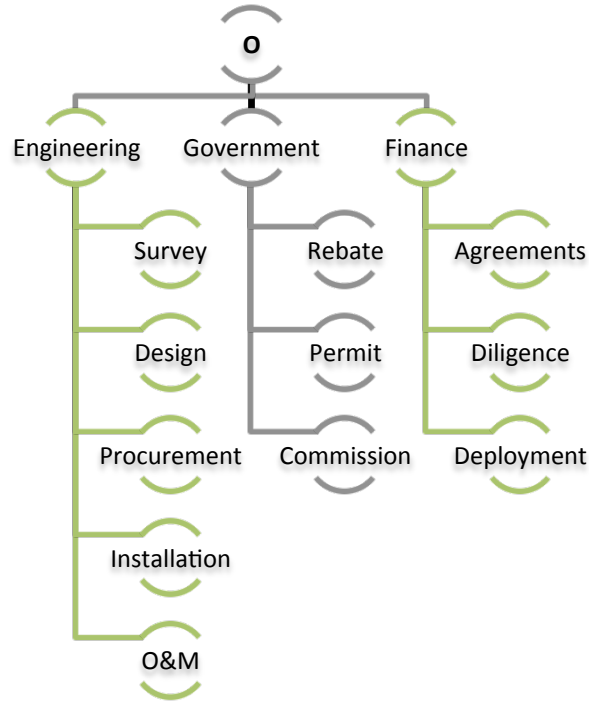 O
Engineering
Government
Finance
Survey
Rebate
Agreements
Design
Permit
Diligence
Procurement
Commission
Deployment
Installation
O&M